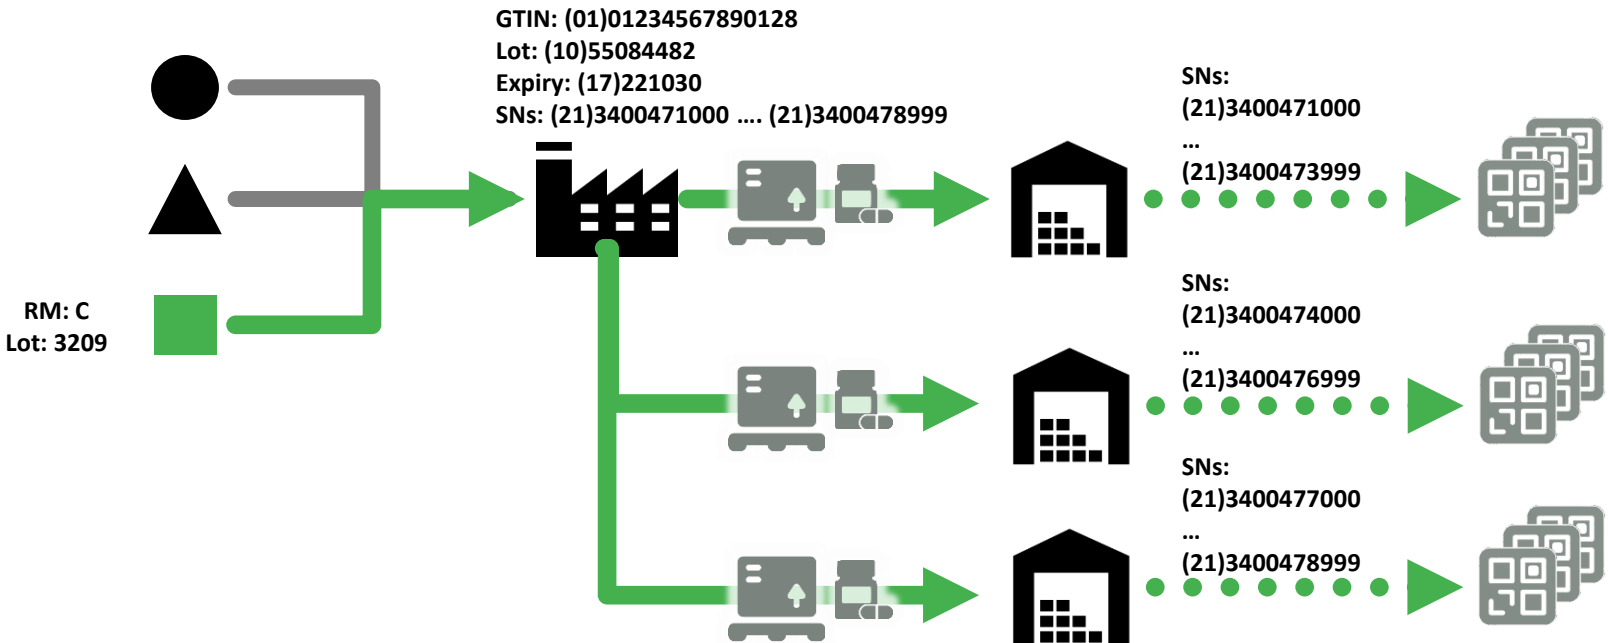 GTIN: (01)01234567890128
Lot: (10)55084482
Expiry: (17)221030
SNs: (21)3400471000 .... (21)3400478999
RM: C
Lot: 3209
SNs:
(21)3400471000
...
(21)3400473999
SNs:
(21)3400474000
...
(21)3400476999
SNs:
(21)3400477000
...
(21)3400478999